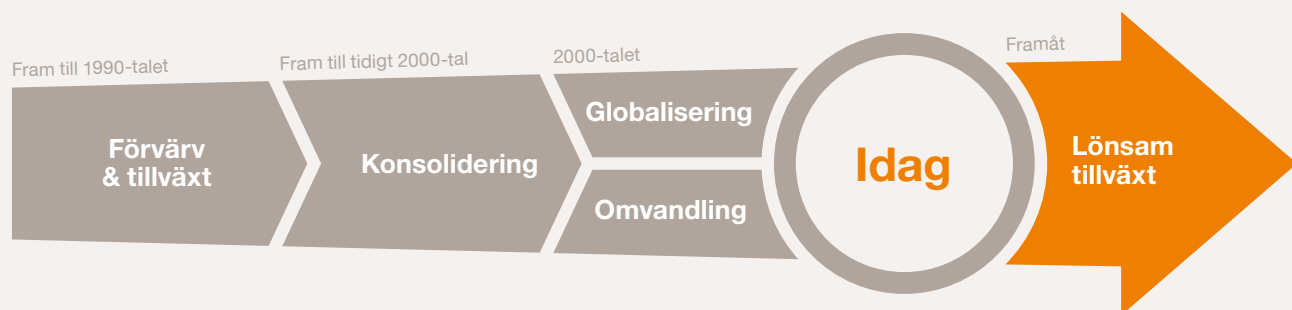 Fram till 1990-talet
Förvärv
& tillväxt
Fram till tidigt 2000-tal
Konsolidering
2000-talet
Globalisering
Omvandling
Idag
Framåt
Lönsam
tillväxt